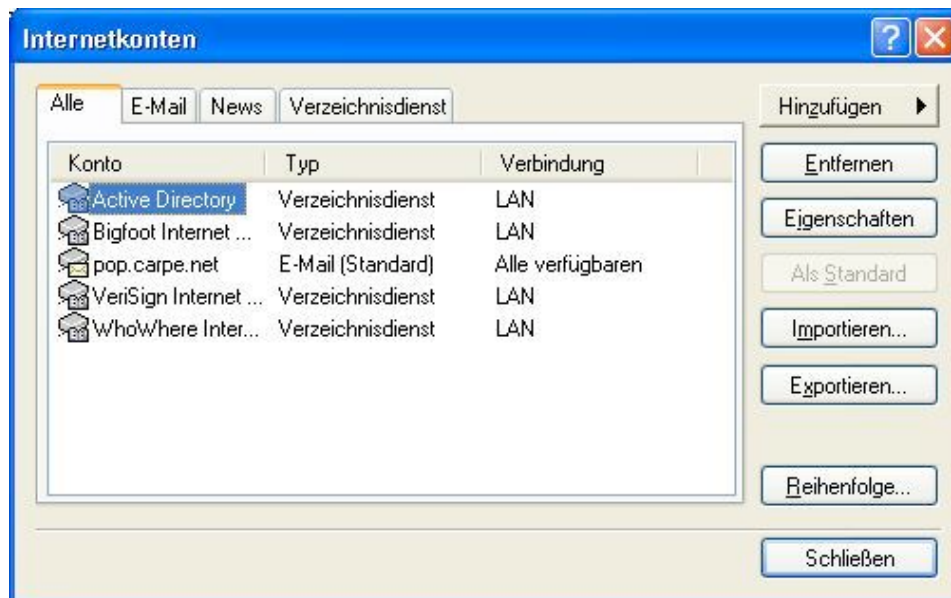 Internetkonten
Alle E-Mail News Verzeichnisdienst
Konto Typ Verbindung
Active Directory Verzeichnisdienst LAN
Bigfoot Internet ... Verzeichnisdienst LAN
pop.carpe.net E-Mail (Standard) Alle verfügbaren
VeriSign Internet ... Verzeichnisdienst LAN
WhoWhere Inter... Verzeichnisdienst LAN
Hinzufügen
Entfernen
Eigenschaften
Als Standard
Importieren...
Exportieren...
Reihenfolge...
Schließen